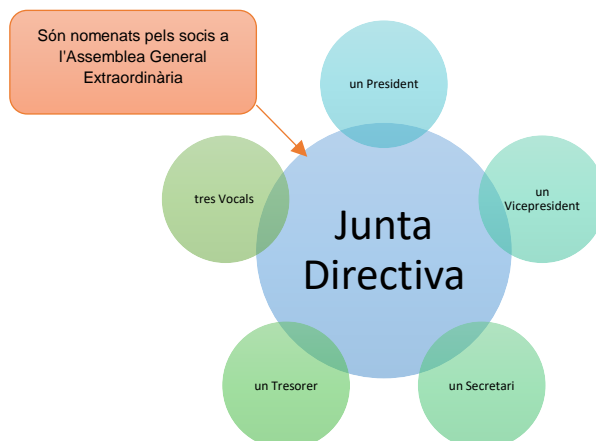 Són nomenats pels socis a
l'Assemblea General
Extraordinària
un President
tres Vocals
un
Vicepresident
Junta
Directiva
un Tresorer
un Secretari